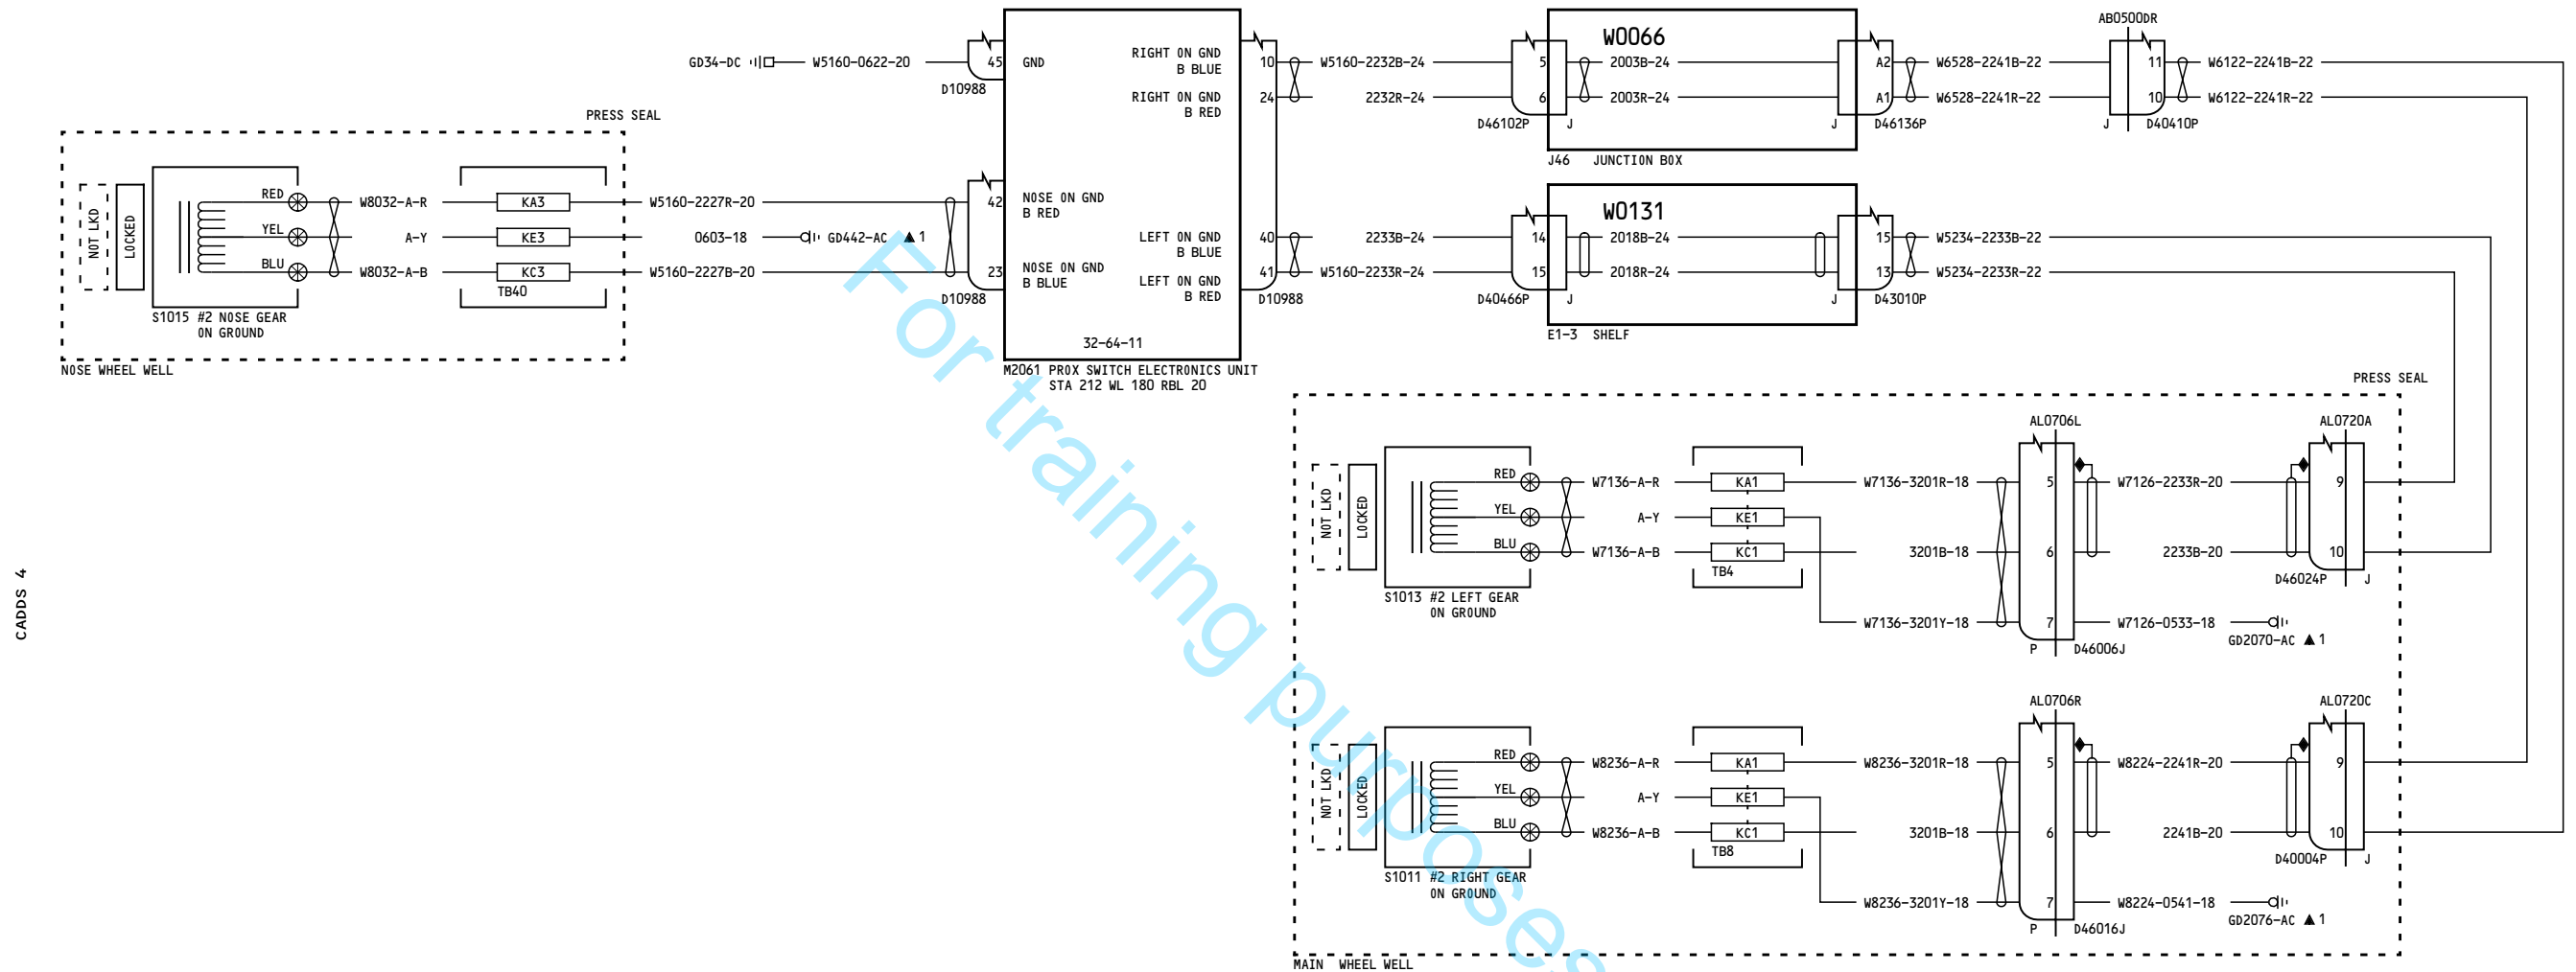 AB0500DR
GD34-DC W5160-0622-20 45 GND
D10988
RIGHT ON GND
B BLUE
10 W5160-2232B-24 5
RIGHT ON GND
B RED
24 2232R-24 6
W0066
2003B-24 A2 W6528-2241B-22 11 W6122-2241B-22
2003R-24 A1 W6528-2241R-22 10 W6122-2241R-22
D46102P J J D46136P J D40410P
J46 JUNCTION BOX
PRESS SEAL
NOT LKD
LOCKED
RED W8032-A-R KA3 W5160-2227R-20 42 NOSE ON GND
B RED
YEL A-Y KE3 0603-18 GD442-AC ▲1
BLU W8032-A-B KC3 W5160-2227B-20 23 NOSE ON GND
B BLUE
TB40
D10988
S1015 #2 NOSE GEAR
ON GROUND
NOSE WHEEL WELL
LEFT ON GND
B BLUE
40 2233B-24 14
LEFT ON GND
B RED
41 W5160-2233R-24 15
D10988
W0131
2018B-24 15 W5234-2233B-22
2018R-24 13 W5234-2233R-22
D40466P J J D43010P
E1-3 SHELF
32-64-11
M2061 PROX SWITCH ELECTRONICS UNIT
STA 212 WL 180 RBL 20
PRESS SEAL
AL0706L AL0720A
NOT LKD
LOCKED
RED W7136-A-R KA1 W7136-3201R-18 5 W7126-2233R-20 9
YEL A-Y KE1
BLU W7136-A-B KC1 3201B-18 6 2233B-20 10
TB4
D46024P J
S1013 #2 LEFT GEAR
ON GROUND
W7136-3201Y-18 7 W7126-0533-18
GD2070-AC ▲1
P D46006J
AL0706R AL0720C
NOT LKD
LOCKED
RED W8236-A-R KA1 W8236-3201R-18 5 W8224-2241R-20 9
YEL A-Y KE1
BLU W8236-A-B KC1 3201B-18 6 2241B-20 10
TB8
D40004P J
S1011 #2 RIGHT GEAR
ON GROUND
W8236-3201Y-18 7 W8224-0541-18
GD2076-AC ▲1
P D46016J
MAIN WHEEL WELL
CADDS 4
For training purposes